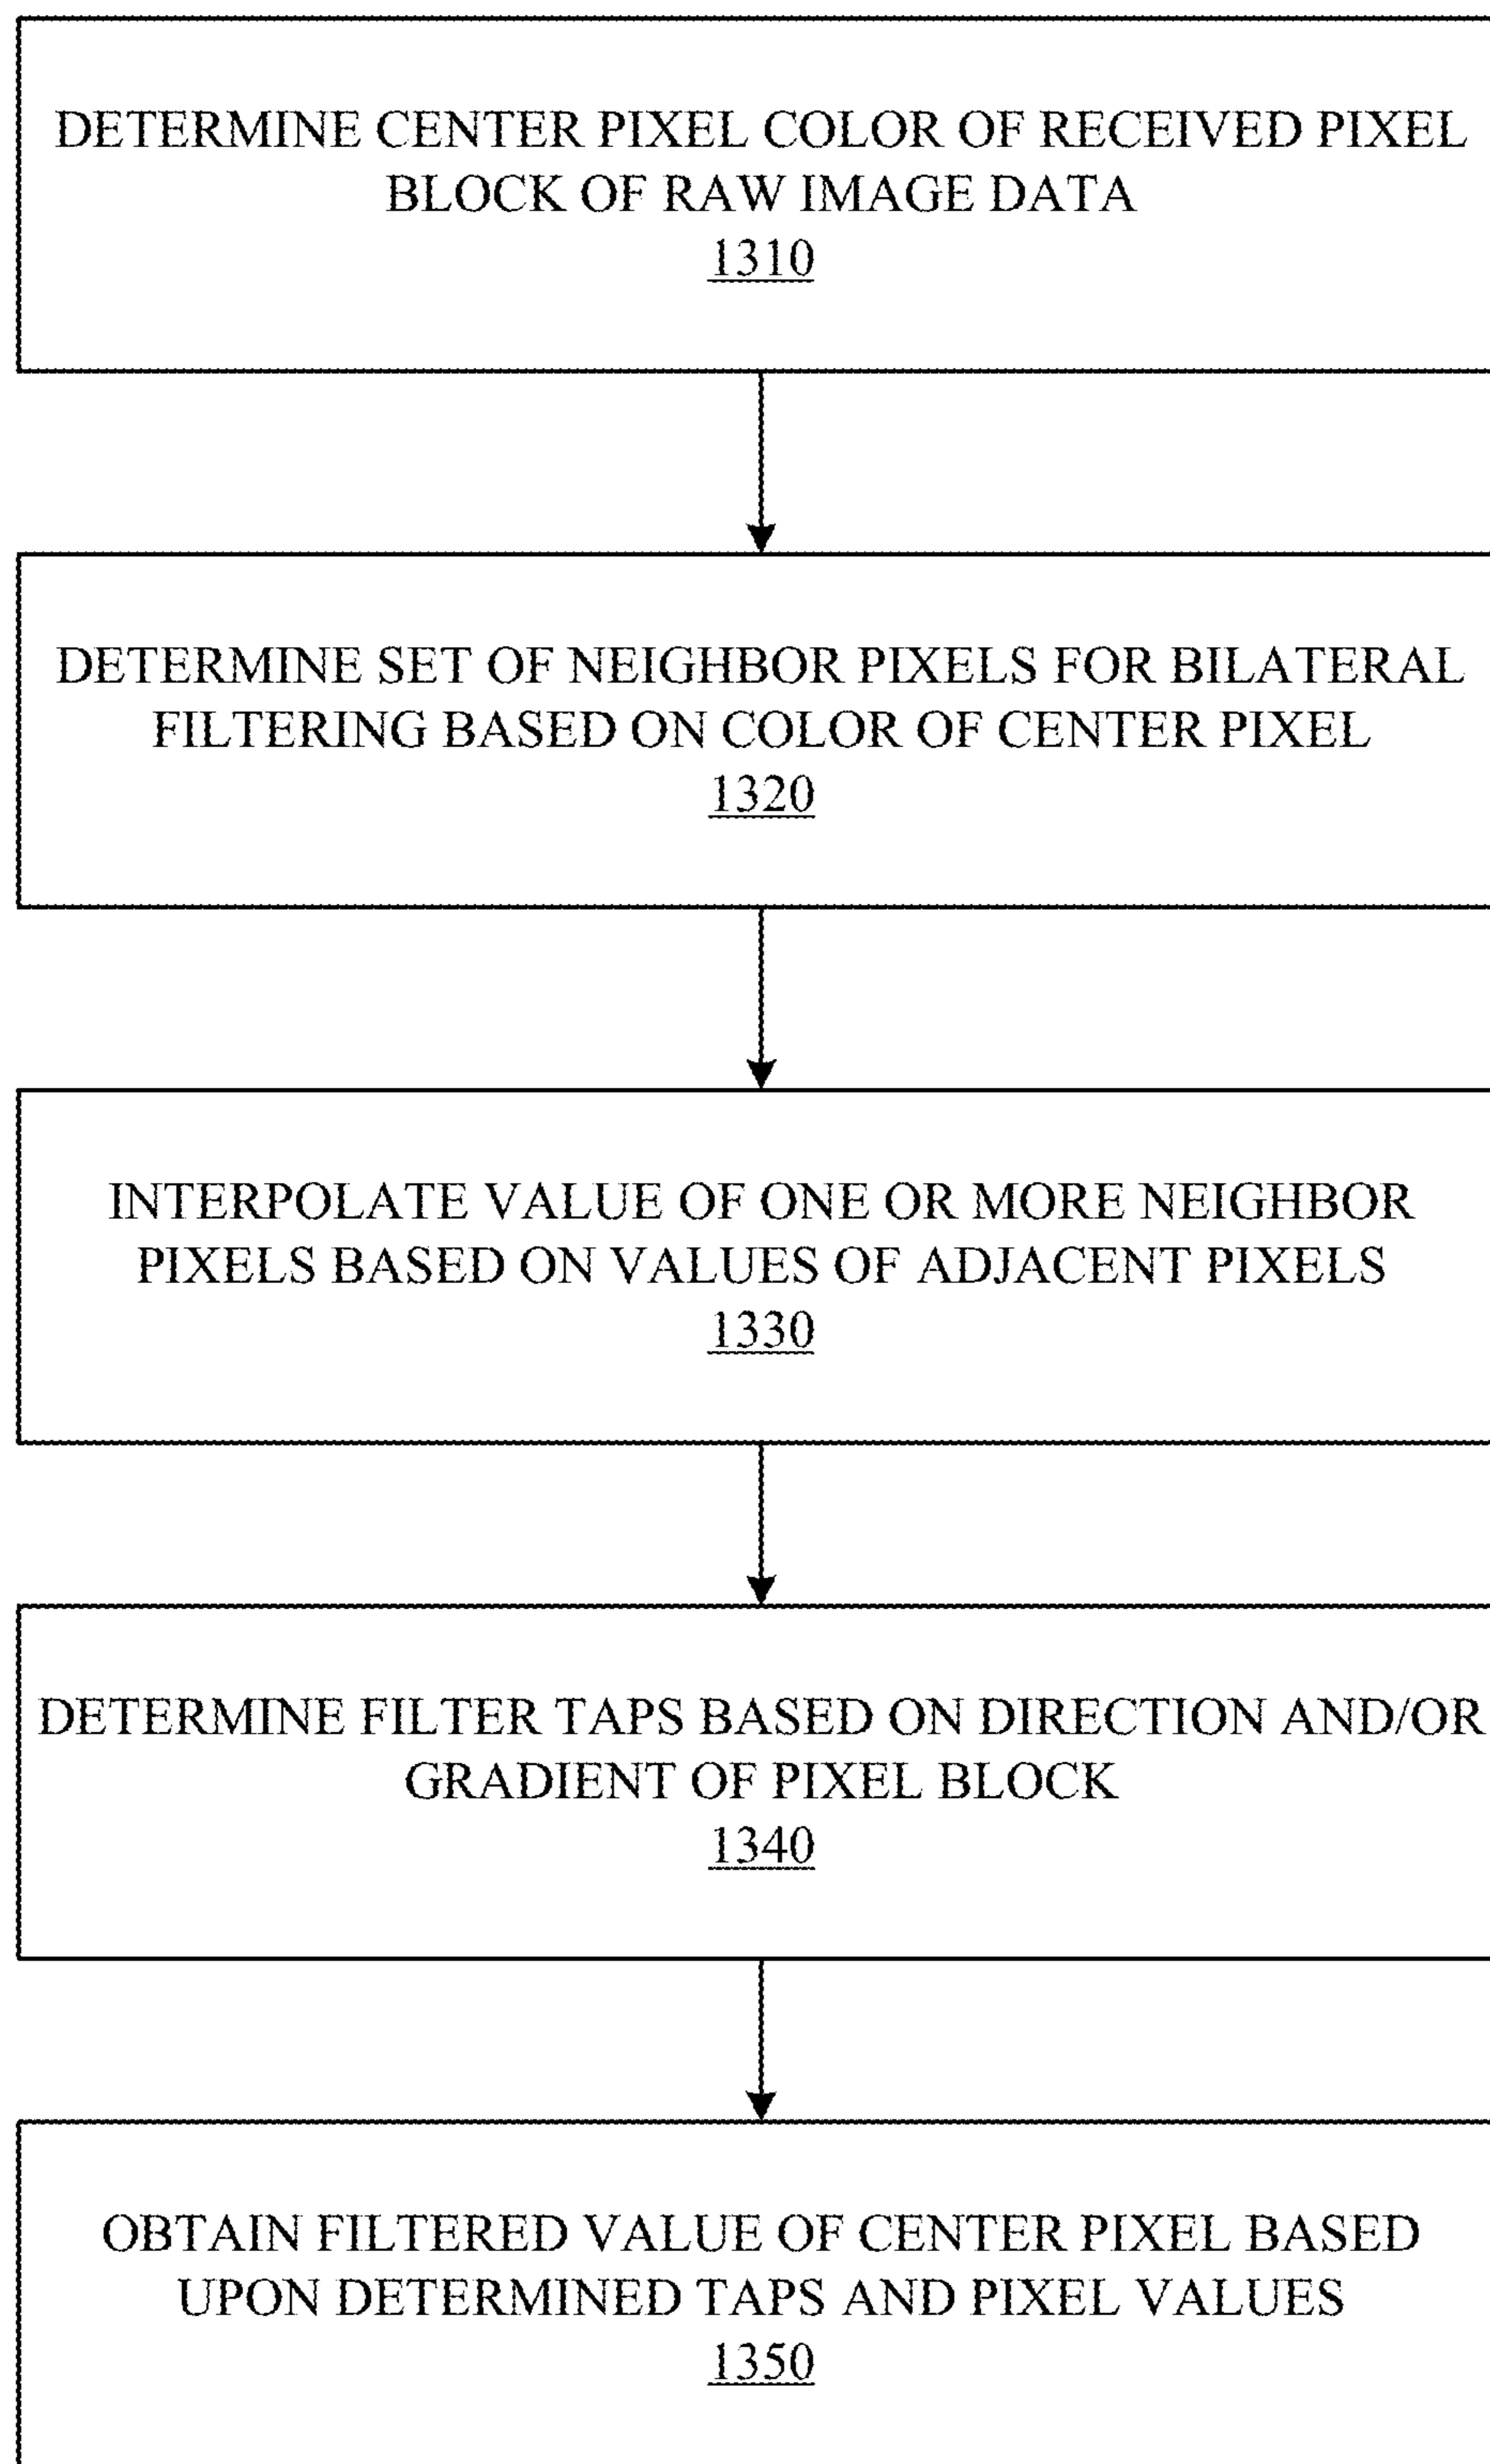 DETERMINE CENTER PIXEL COLOR OF RECEIVED PIXEL
BLOCK OF RAW IMAGE DATA
1310
DETERMINE SET OF NEIGHBOR PIXELS FOR BILATERAL
FILTERING BASED ON COLOR OF CENTER PIXEL
1320
INTERPOLATE VALUE OF ONE OR MORE NEIGHBOR
PIXELS BASED ON VALUES OF ADJACENT PIXELS
1330
DETERMINE FILTER TAPS BASED ON DIRECTION AND/OR
GRADIENT OF PIXEL BLOCK
1340
OBTAIN FILTERED VALUE OF CENTER PIXEL BASED
UPON DETERMINED TAPS AND PIXEL VALUES
1350